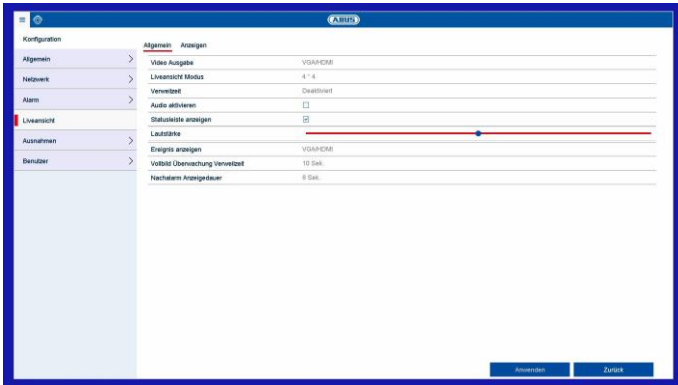 ABUS
Konfiguration
Allgemein
Netzwerk
Alarm
Liveansicht
Ausnahmen
Benutzer
Allgemein Anzeigen
Video Ausgabe VGA/HDMI
Liveansicht Modus 4 * 4
Verweilzeit Deaktiviert
Audio aktivieren
Statusleiste anzeigen
Lautstärke
Ereignis anzeigen VGA/HDMI
Vollbild Überwachung Verweilzeit 10 Sek.
Nachalarm Anzeigedauer 8 Sek.
Anwenden Zurück